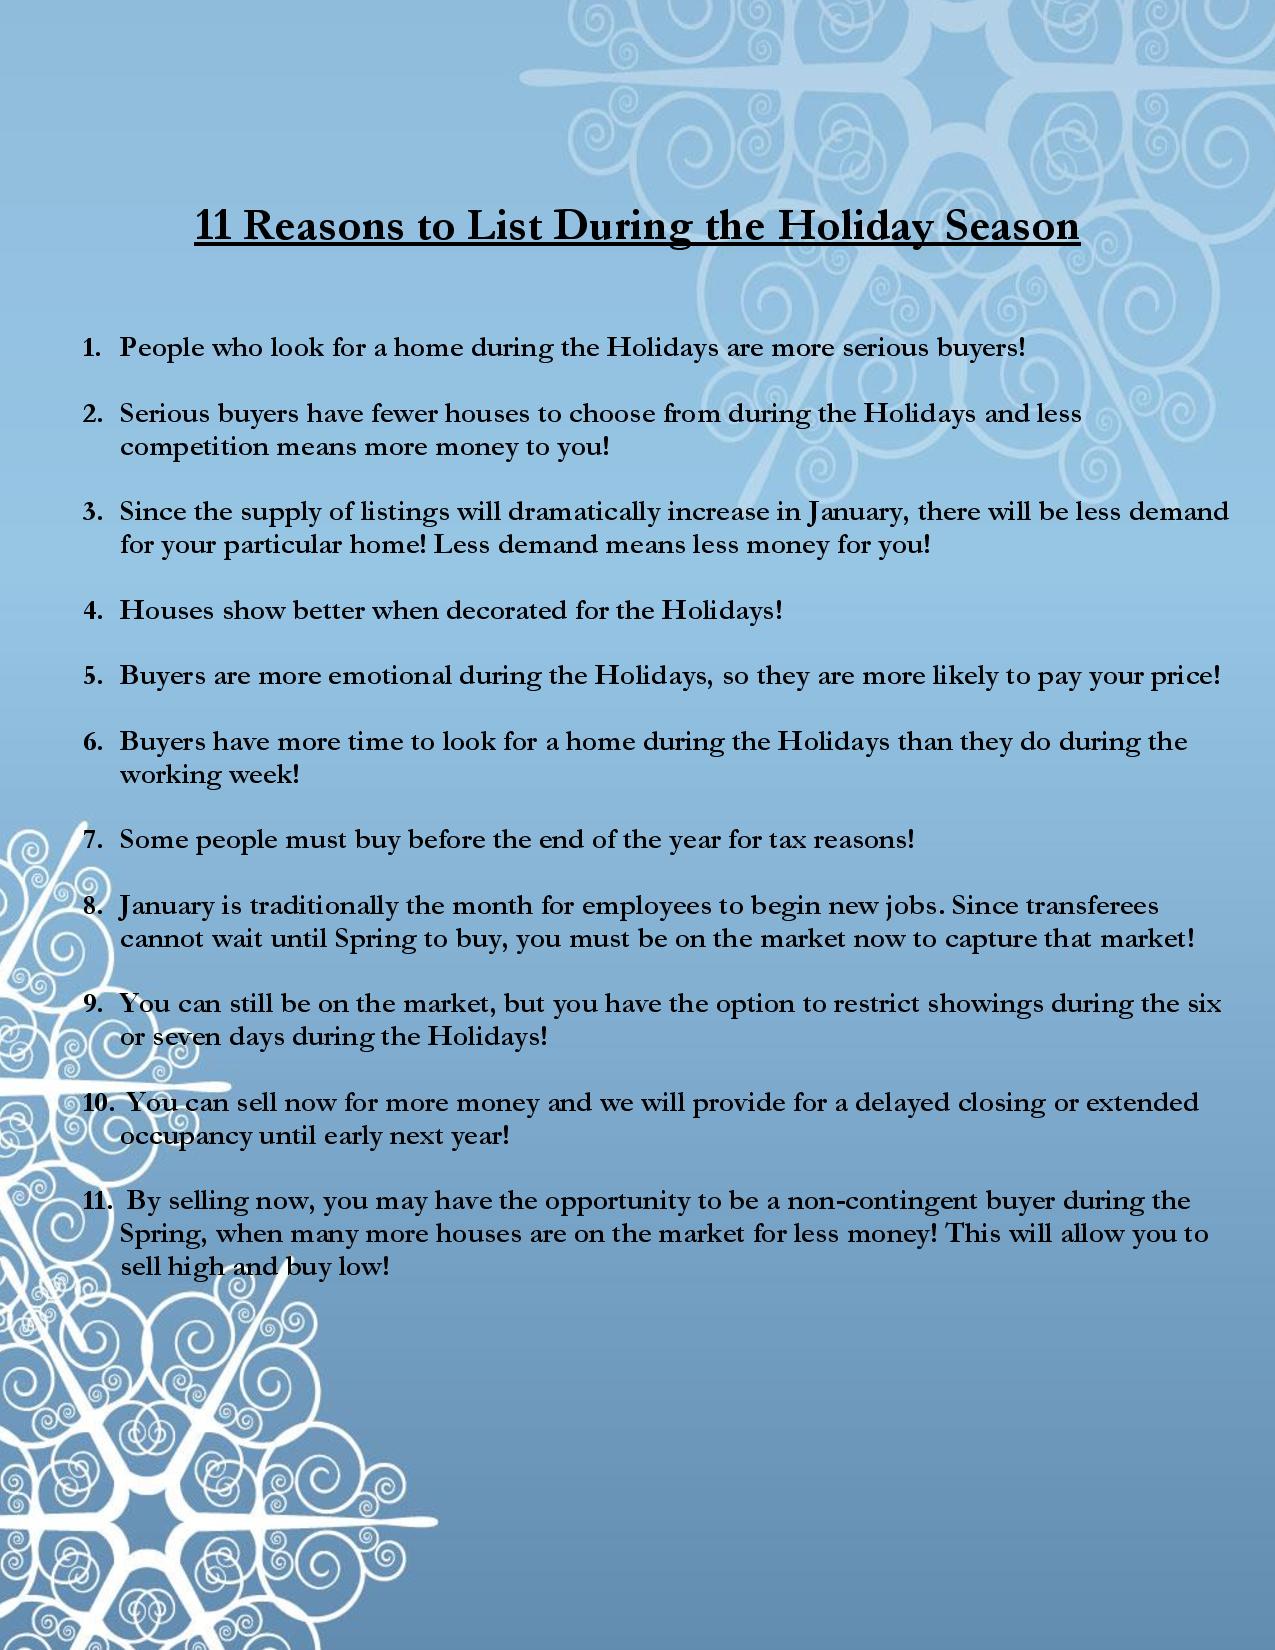 11 Reasons to List During the Holiday Season
1. People who look for a home during the Holidays are more serious buyers!
2. Serious buyers have fewer houses to choose from during the Holidays and less
competition means more money to you!
3. Since the supply of listings will dramatically increase in January, there will be less demand
for your particular home! Less demand means less money for you!
4. Houses show better when decorated for the Holidays!
5. Buyers are more emotional during the Holidays, so they are more likely to pay your price!
6. Buyers have more time to look for a home during the Holidays than they do during the
working week!
7. Some people must buy before the end of the year for tax reasons!
8. January is traditionally the month for employees to begin new jobs. Since transferees
cannot wait until Spring to buy, you must be on the market now to capture that market!
9. You can still be on the market, but you have the option to restrict showings during the six
or seven days during the Holidays!
10. You can sell now for more money and we will provide for a delayed closing or extended
occupancy until early next year!
11. By selling now, you may have the opportunity to be a non-contingent buyer during the
Spring, when many more houses are on the market for less money! This will allow you to
sell high and buy low!